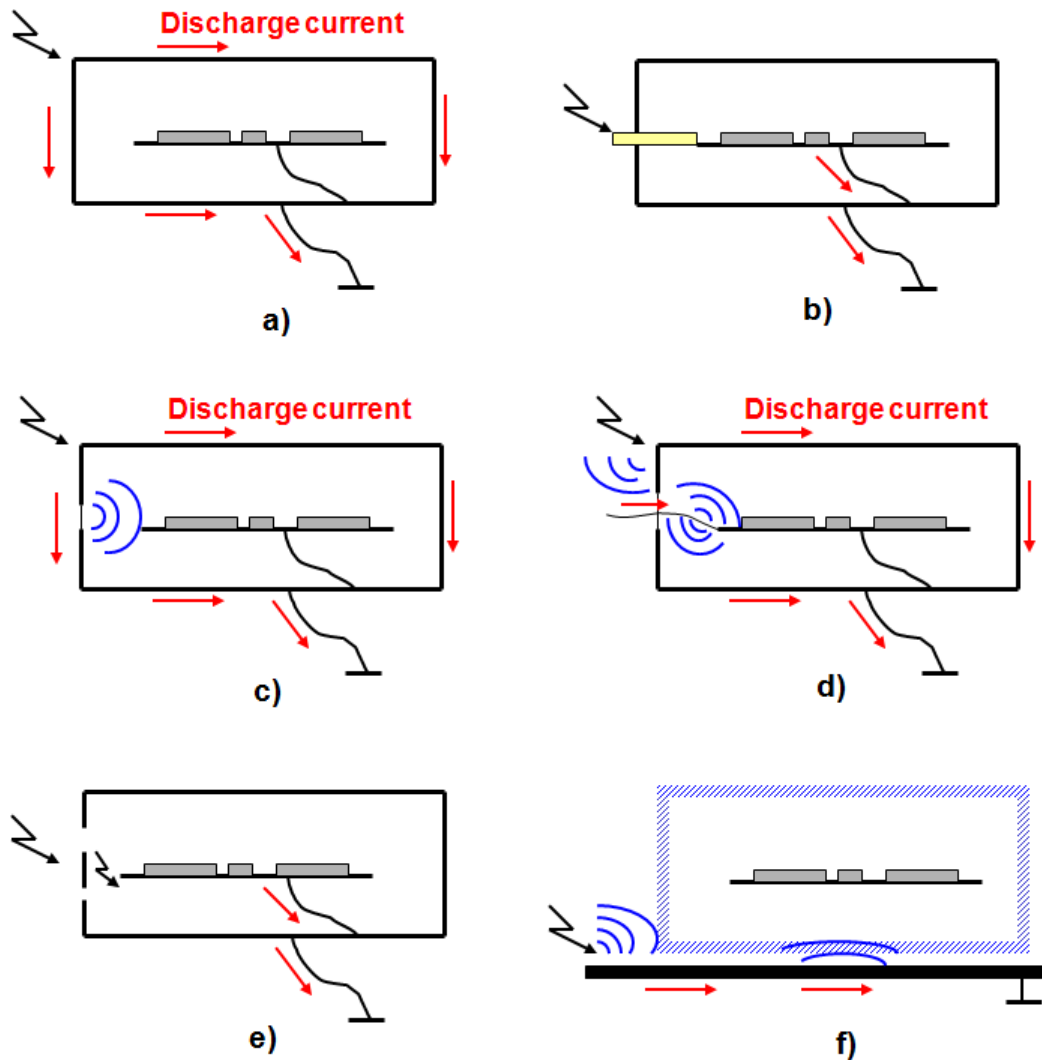 Discharge current
a)
b)
Discharge current
Discharge current
c)
d)
e)
f)